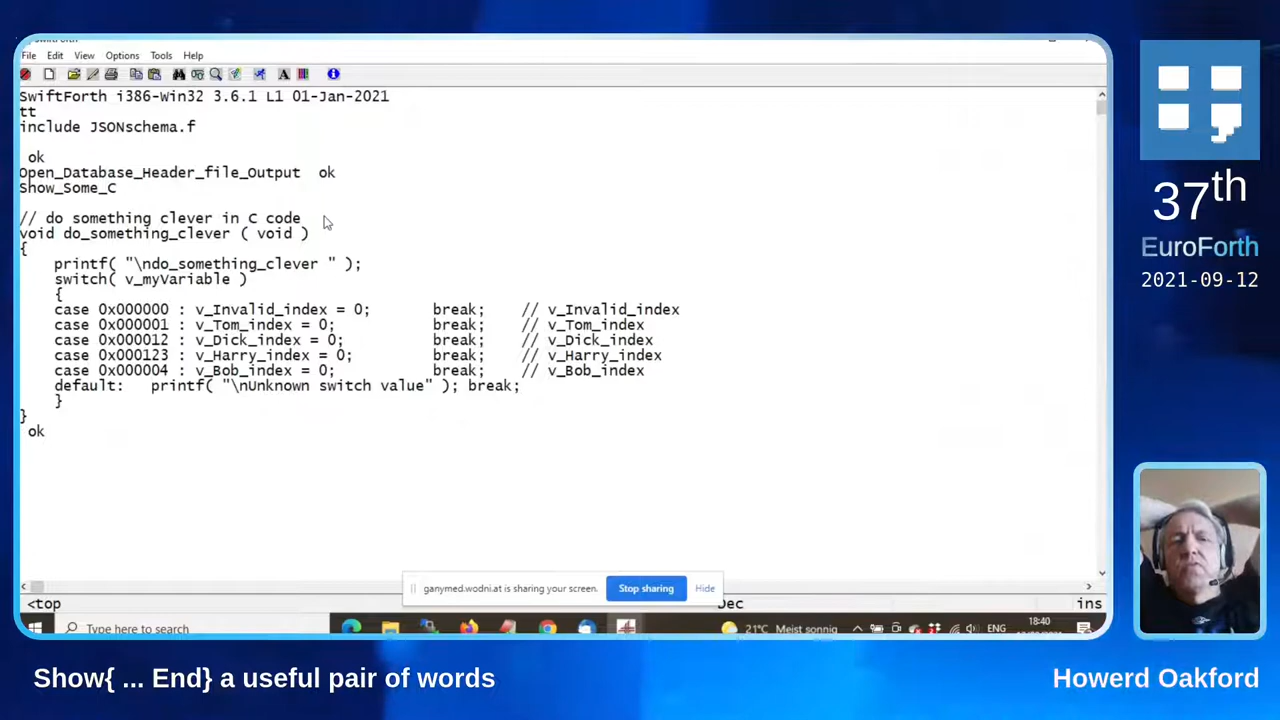 File Edit View Options Tools Help
SwiftForth i386-Win32 3.6.1 L1 01-Jan-2021
tt
include JSONschema.f
ok
Open_Database_Header_file_Output ok
Show_Some_C
// do something clever in C code
void do_something_clever ( void )
{
printf( "\ndo_something_clever " );
switch( v_myVariable )
{
case 0x000000 : v_Invalid_index = 0; break; // v_Invalid_index
case 0x000001 : v_Tom_index = 0; break; // v_Tom_index
case 0x000012 : v_Dick_index = 0; break; // v_Dick_index
case 0x000123 : v_Harry_index = 0; break; // v_Harry_index
case 0x000004 : v_Bob_index = 0; break; // v_Bob_index
default: printf( "\nUnknown switch value" ); break;
}
}
ok
ganymed.wodni.at is sharing your screen. Stop sharing Hide
<top Dec ins
Type here to search 21°C Meist sonnig ENG 18:40
37th
EuroForth
2021-09-12
Show{ ... End} a useful pair of words
Howerd Oakford